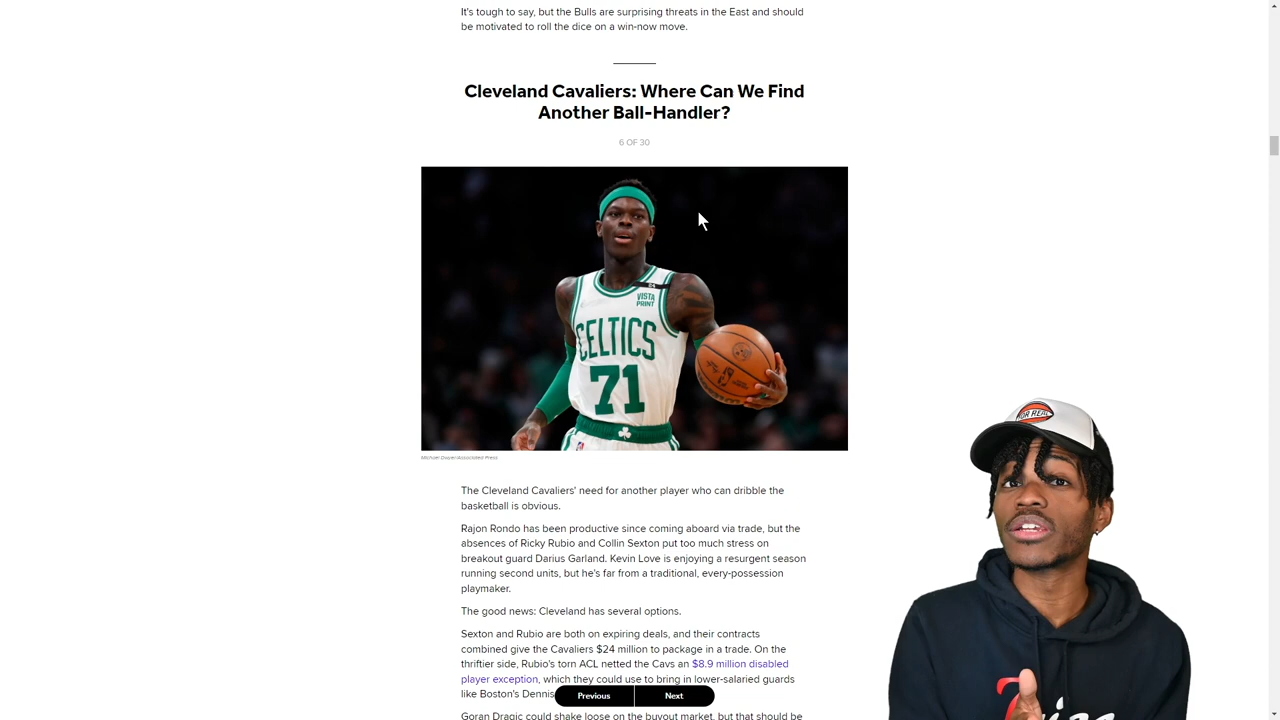 It's tough to say, but the Bulls are surprising threats in the East and should
be motivated to roll the dice on a win-now move.
Cleveland Cavaliers: Where Can We Find
Another Ball-Handler?
6 OF 30
VISTA
PRINT
CELTICS
71
Michael Dwyer/Associated Press
The Cleveland Cavaliers' need for another player who can dribble the
basketball is obvious.
Rajon Rondo has been productive since coming aboard via trade, but the
absences of Ricky Rubio and Collin Sexton put too much stress on
breakout guard Darius Garland. Kevin Love is enjoying a resurgent season
running second units, but he's far from a traditional, every-possession
playmaker.
The good news: Cleveland has several options.
Sexton and Rubio are both on expiring deals, and their contracts
combined give the Cavaliers $24 million to package in a trade. On the
thriftier side, Rubio's torn ACL netted the Cavs an $8.9 million disabled
player exception, which they could use to bring in lower-salaried guards
like Boston's Dennis
Previous
Next
Goran Dragic could shake loose on the buyout market, but that should be
FOR REAL